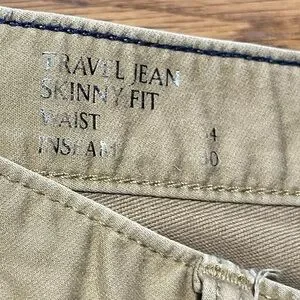 TRAVEL JEAN
SKINNY FIT
WAIST
INSEAM